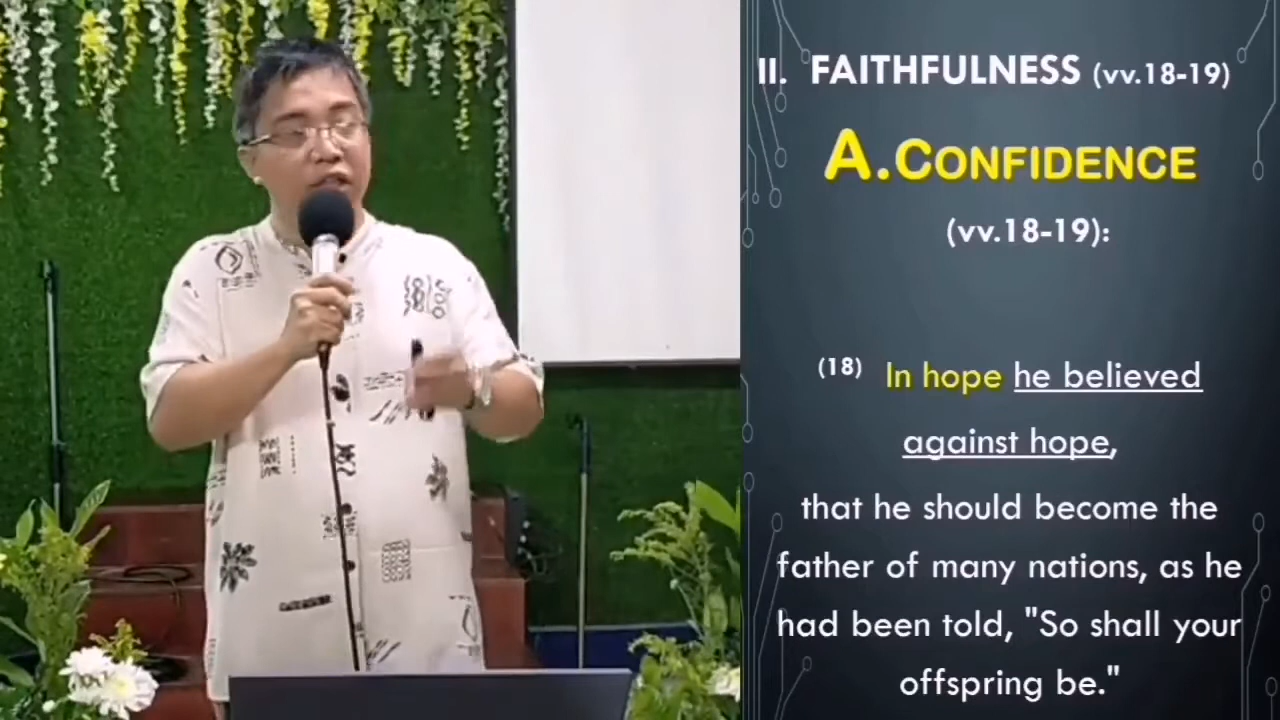 II. FAITHFULNESS (vv.18-19)
A.CONFIDENCE
(vv.18-19):
(18) In hope he believed
against hope,
that he should become the
father of many nations, as he
had been told, "So shall your
offspring be."